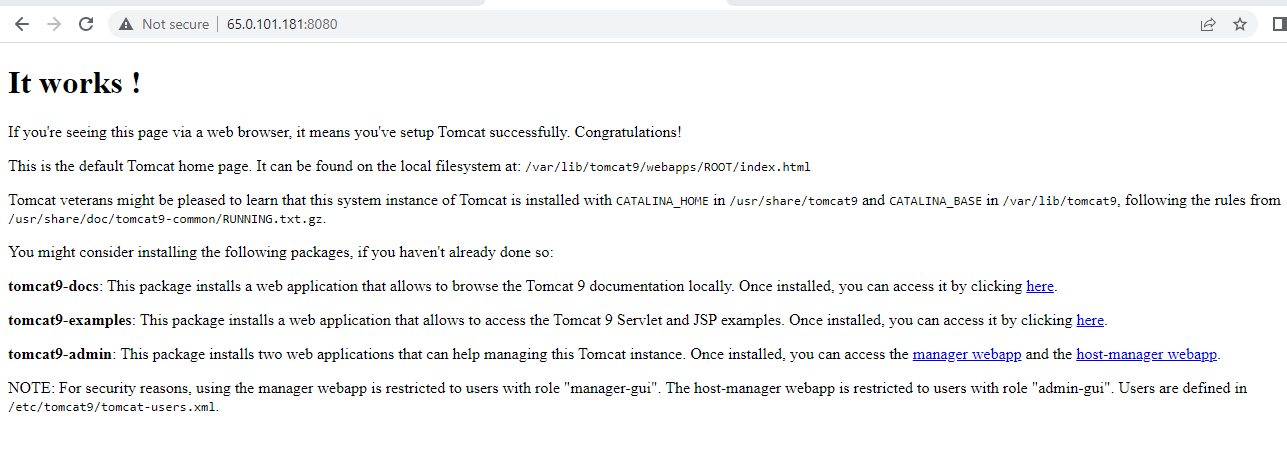 Not secure 65.0.101.181:8080
It works !
If you're seeing this page via a web browser, it means you've setup Tomcat successfully. Congratulations!
This is the default Tomcat home page. It can be found on the local filesystem at: /var/lib/tomcat9/webapps/ROOT/index.html
Tomcat veterans might be pleased to learn that this system instance of Tomcat is installed with CATALINA_HOME in /usr/share/tomcat9 and CATALINA_BASE in /var/lib/tomcat9, following the rules from
/usr/share/doc/tomcat9-common/RUNNING.txt.gz.
You might consider installing the following packages, if you haven't already done so:
tomcat9-docs: This package installs a web application that allows to browse the Tomcat 9 documentation locally. Once installed, you can access it by clicking here.
tomcat9-examples: This package installs a web application that allows to access the Tomcat 9 Servlet and JSP examples. Once installed, you can access it by clicking here.
tomcat9-admin: This package installs two web applications that can help managing this Tomcat instance. Once installed, you can access the manager webapp and the host-manager webapp.
NOTE: For security reasons, using the manager webapp is restricted to users with role "manager-gui". The host-manager webapp is restricted to users with role "admin-gui". Users are defined in
/etc/tomcat9/tomcat-users.xml.